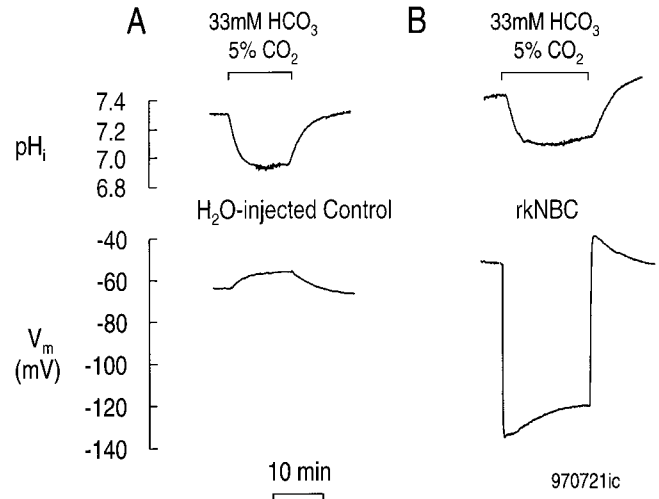 A
33mM HCO3
5% CO2
B
33mM HCO3
5% CO2
pHi
7.4
7.2
7.0
6.8
H2O-injected Control
rkNBC
Vm
(mV)
-40
-60
-80
-100
-120
-140
10 min
970721ic